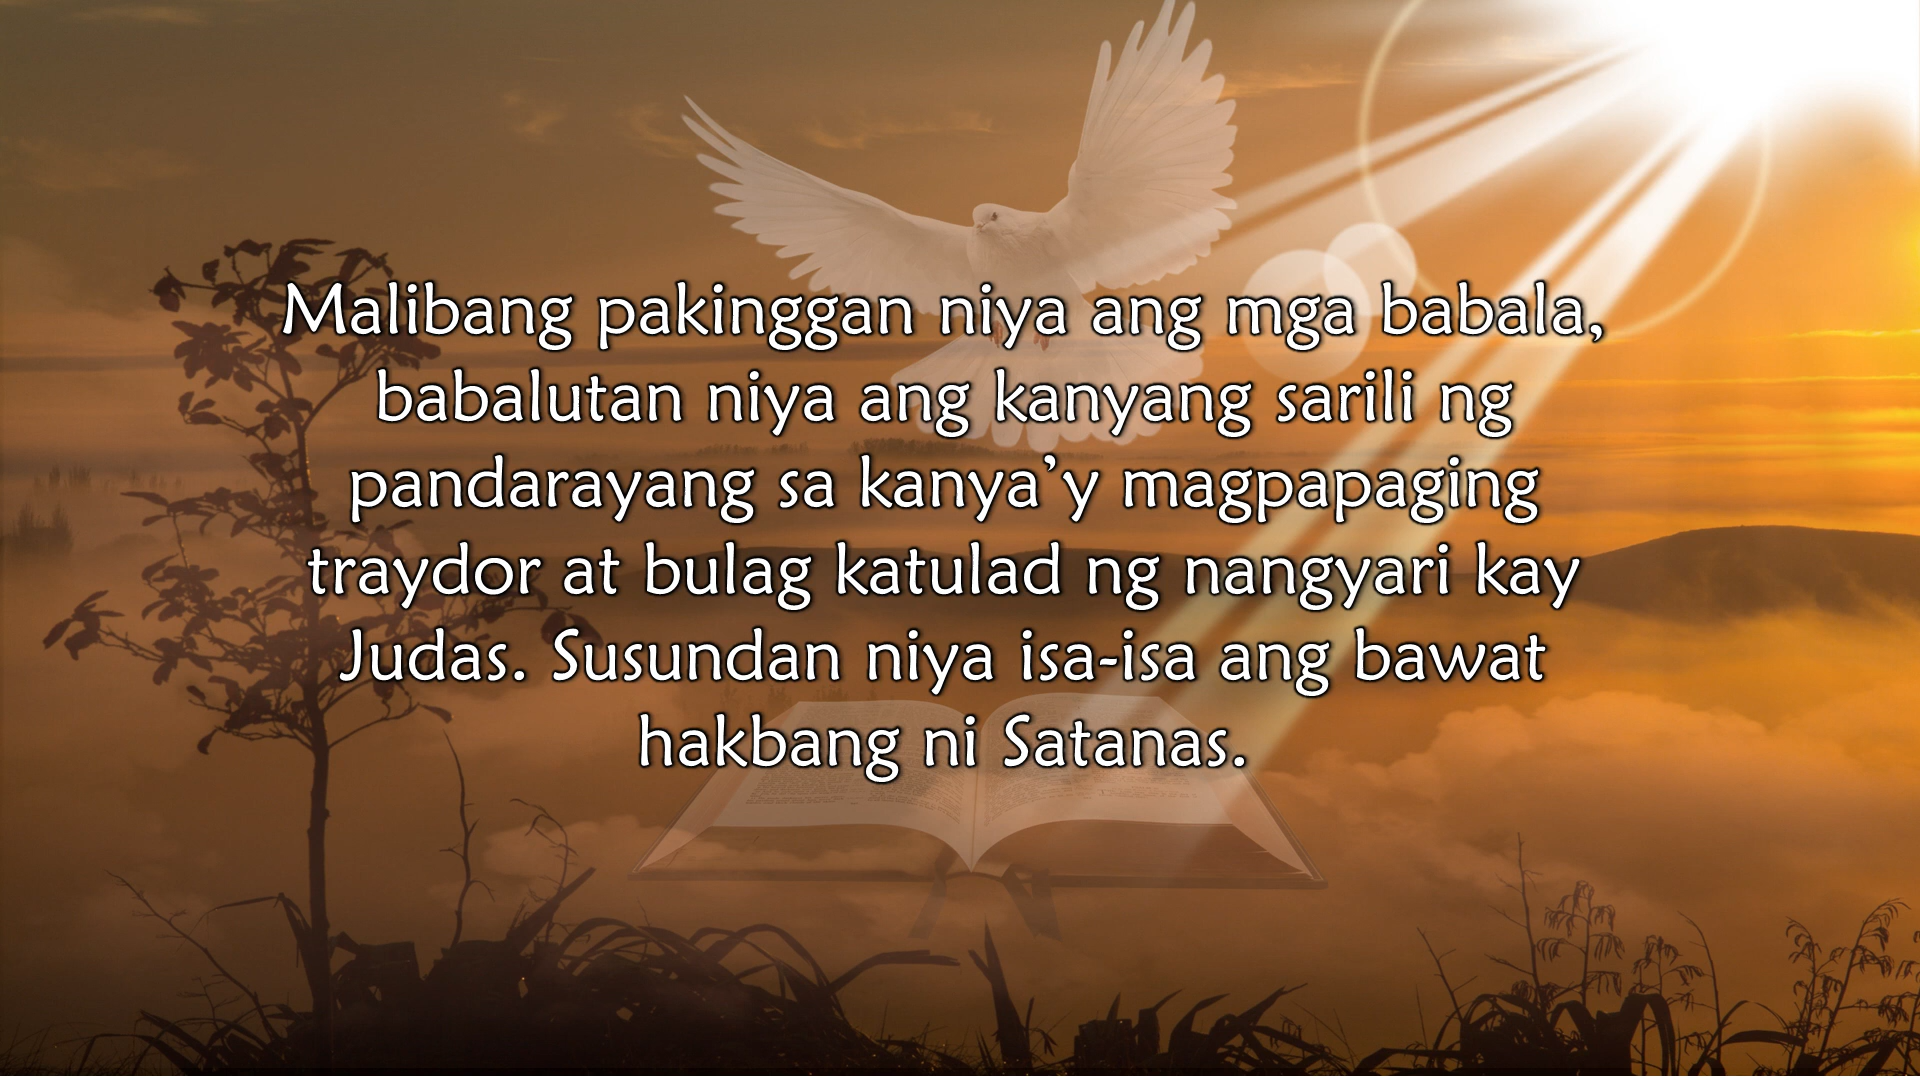 Malibang pakinggan niya ang mga babala,
babalutan niya ang kanyang sarili ng
pandarayang sa kanya’y magpapaging
traydor at bulag katulad ng nangyari kay
Judas. Susundan niya isa-isa ang bawat
hakbang ni Satanas.